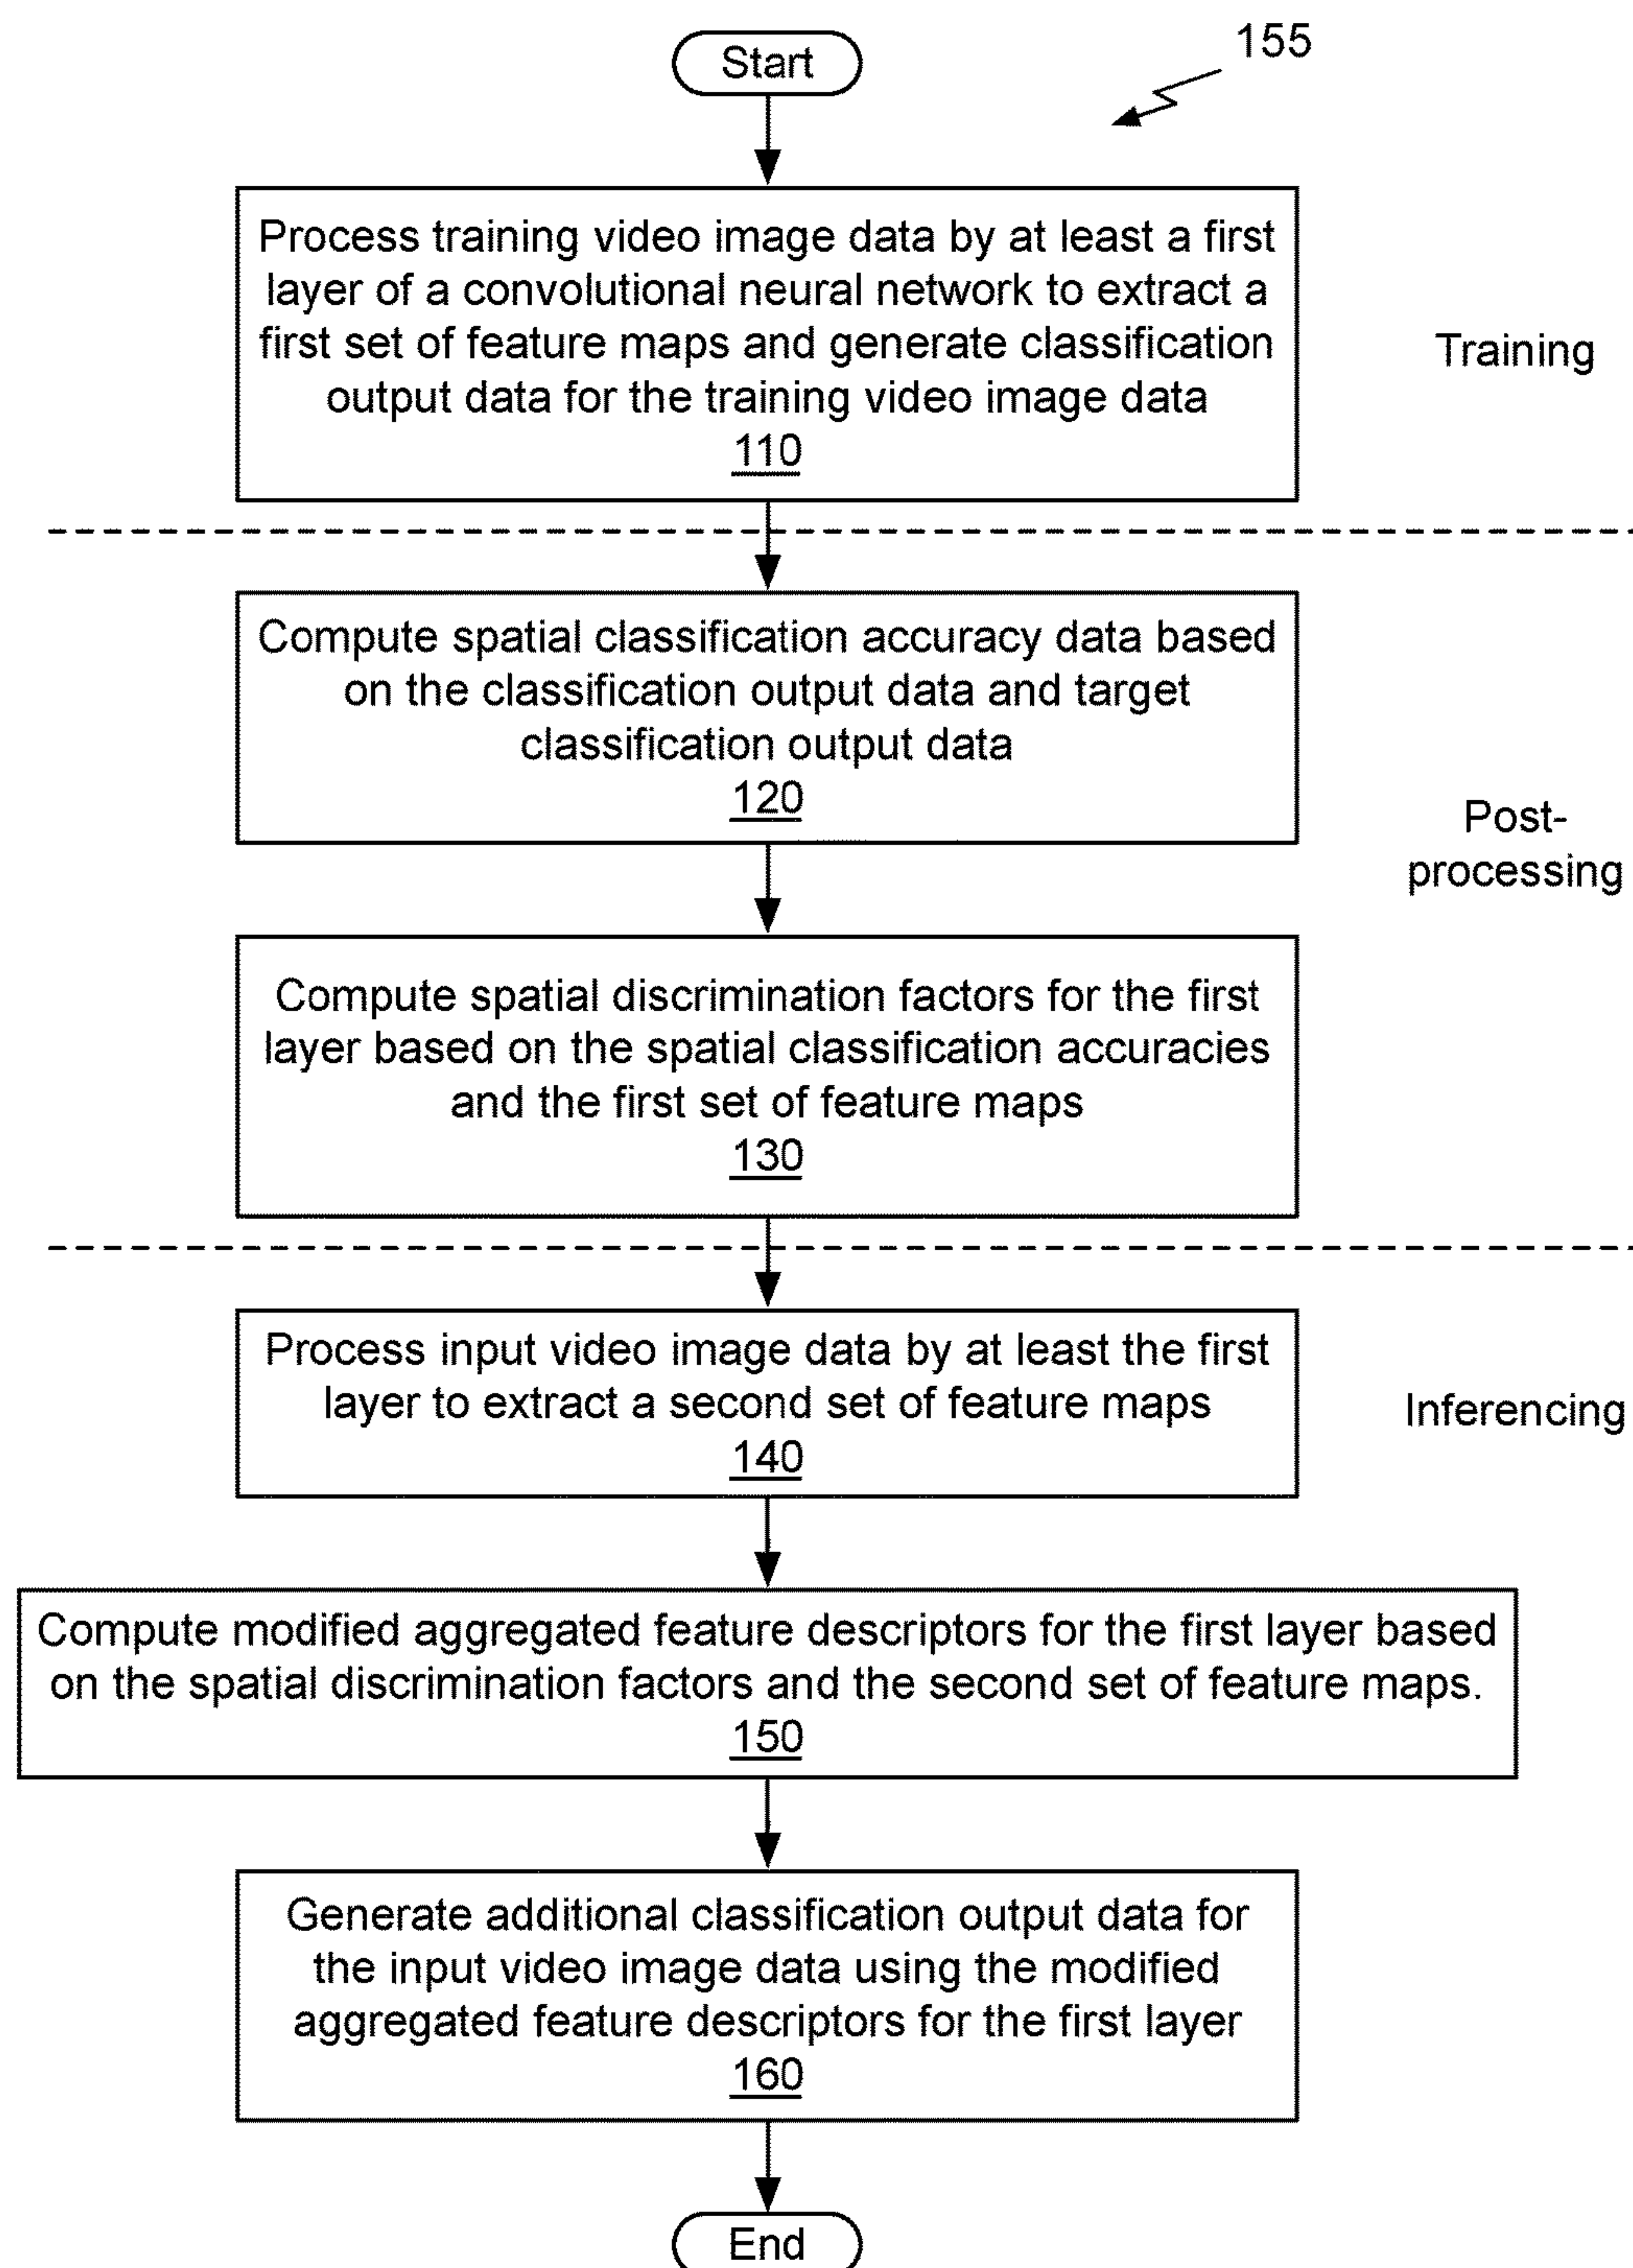 Start
155
Process training video image data by at least a first
layer of a convolutional neural network to extract a
first set of feature maps and generate classification
output data for the training video image data
110
Training
Compute spatial classification accuracy data based
on the classification output data and target
classification output data
120
Post-
processing
Compute spatial discrimination factors for the first
layer based on the spatial classification accuracies
and the first set of feature maps
130
Process input video image data by at least the first
layer to extract a second set of feature maps
140
Inferencing
Compute modified aggregated feature descriptors for the first layer based
on the spatial discrimination factors and the second set of feature maps.
150
Generate additional classification output data for
the input video image data using the modified
aggregated feature descriptors for the first layer
160
End